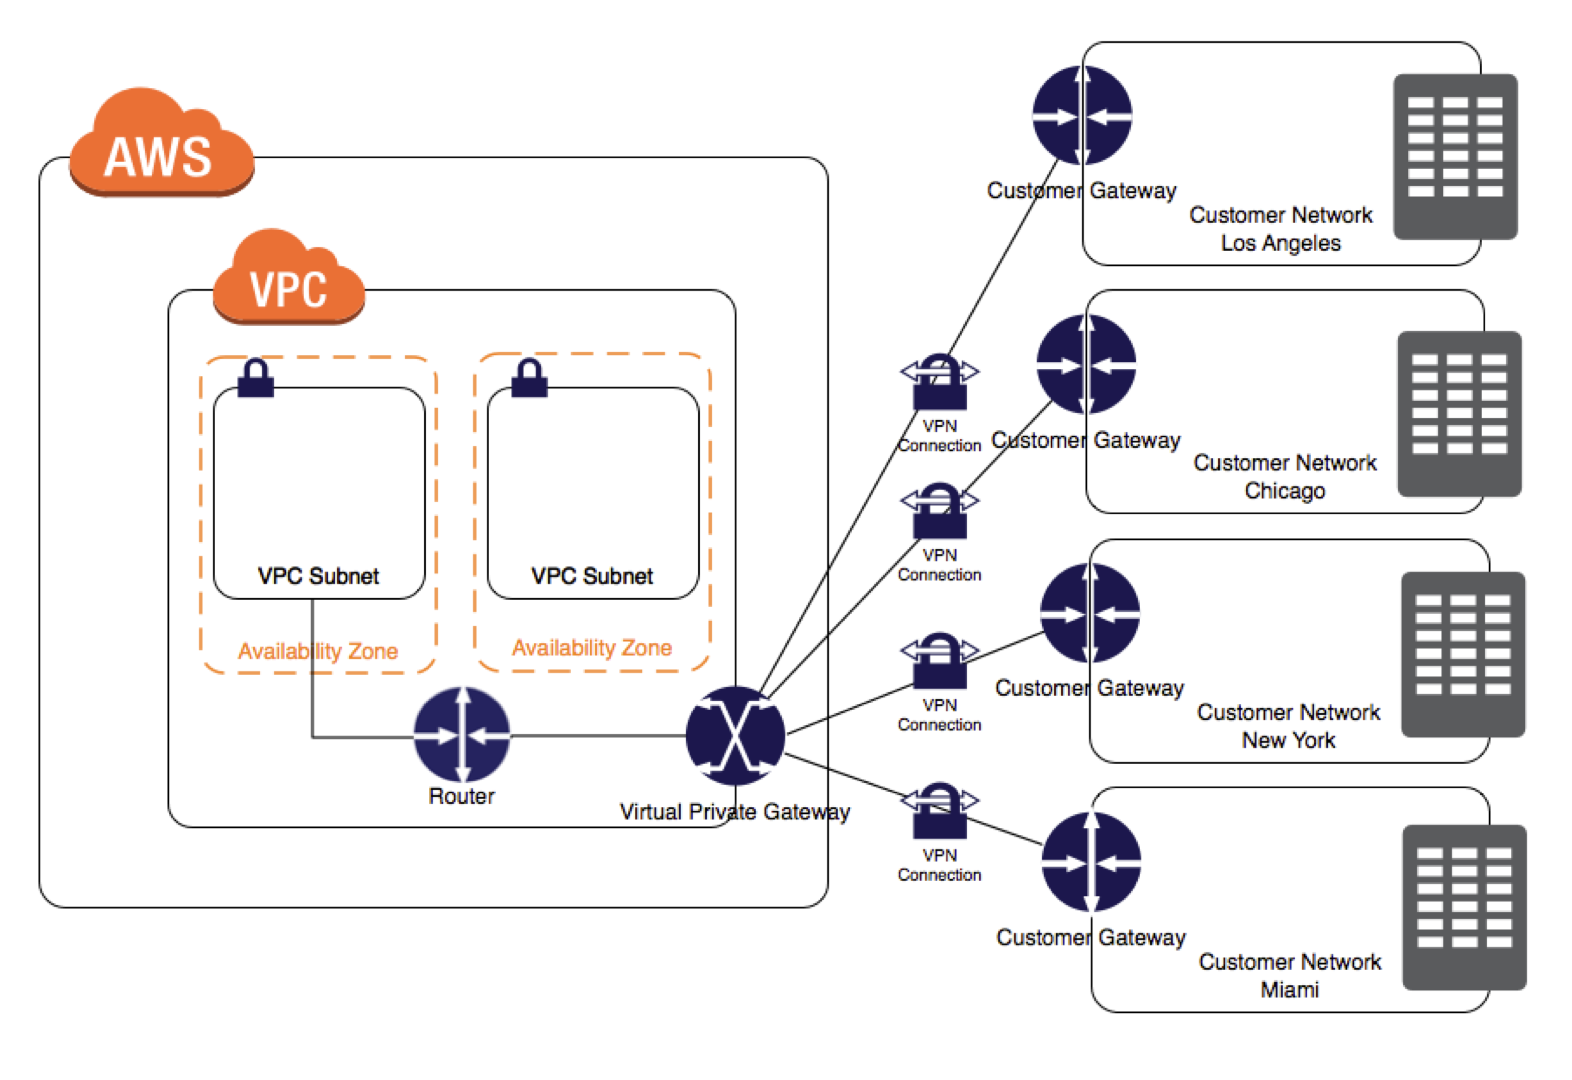 AWS
VPC
VPC Subnet
VPC Subnet
Availability Zone
Availability Zone
Router
Virtual Private Gateway
VPN
Connection
VPN
Connection
VPN
Connection
VPN
Connection
Customer Gateway
Customer Network
Los Angeles
Customer Gateway
Customer Network
Chicago
Customer Gateway
Customer Network
New York
Customer Gateway
Customer Network
Miami